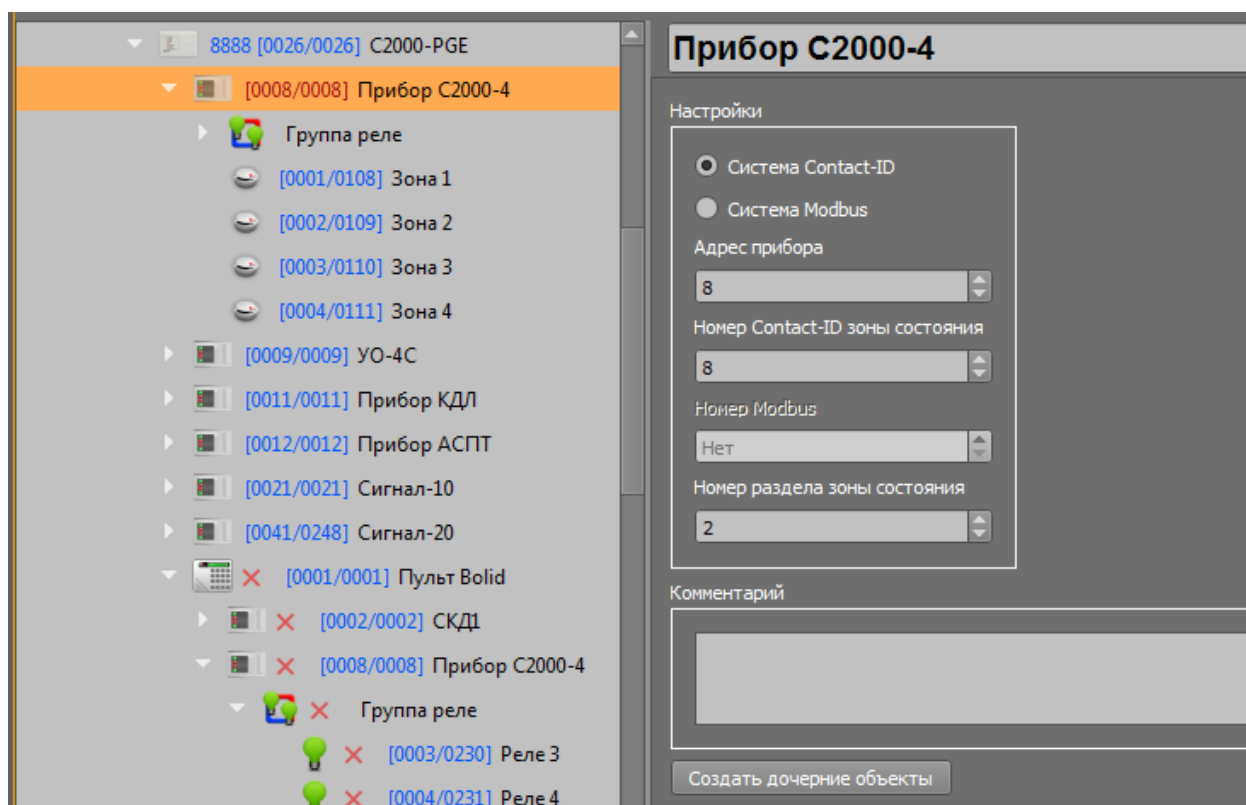 8888 [0026/0026] С2000-PGE
[0008/0008] Прибор С2000-4
Группа реле
[0001/0108] Зона 1
[0002/0109] Зона 2
[0003/0110] Зона 3
[0004/0111] Зона 4
[0009/0009] УО-4С
[0011/0011] Прибор КДЛ
[0012/0012] Прибор АСПТ
[0021/0021] Сигнал-10
[0041/0248] Сигнал-20
[0001/0001] Пульт Bolid
[0002/0002] СКД1
[0008/0008] Прибор С2000-4
Группа реле
[0003/0230] Реле 3
[0004/0231] Реле 4
Прибор С2000-4
Настройки
Система Contact-ID
Система Modbus
Адрес прибора
8
Номер Contact-ID зоны состояния
8
Номер Modbus
Нет
Номер раздела зоны состояния
2
Комментарий
Создать дочерние объекты